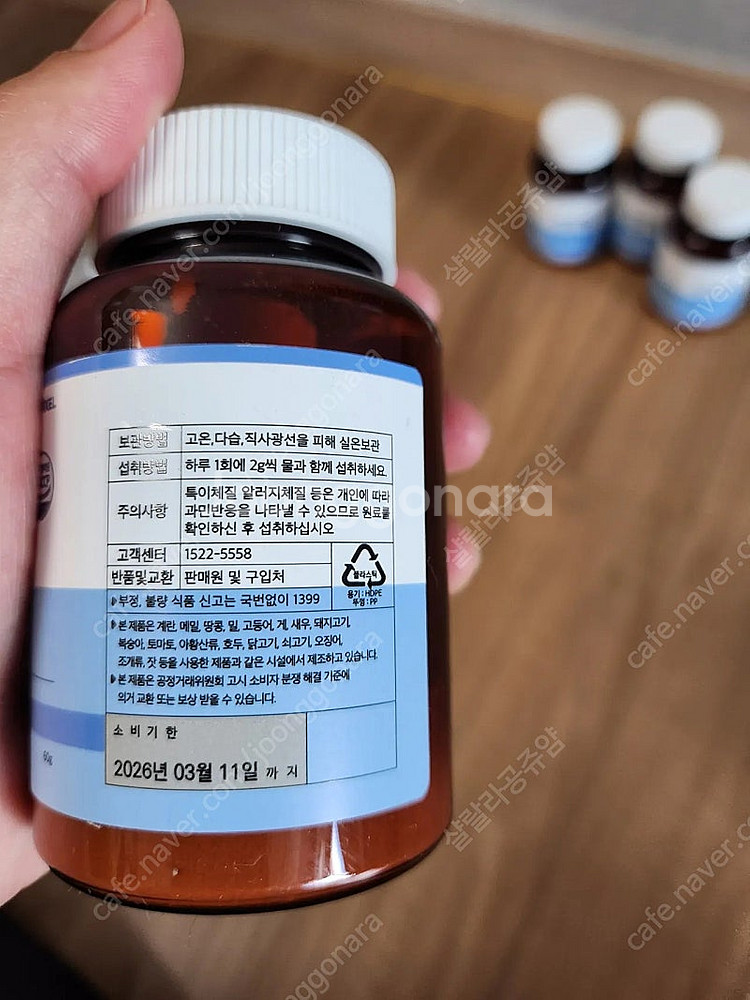 보관방법 고온,다습,직사광선을 피해 실온보관
섭취방법 하루 1회에 2g씩 물과 함께 섭취하세요.
주의사항 특이체질 알러지체질 등은 개인에 따라
과민반응을 나타낼 수 있으므로 원료를
확인하신 후 섭취하십시오
고객센터 1522-5558
반품및교환 판매원 및 구입처
플라스틱
용기 : HDPE
뚜껑 : PP
부정, 불량 식품 신고는 국번없이 1399
본 제품은 계란, 메밀, 땅콩, 밀, 고등어, 게, 새우, 돼지고기,
복숭아, 토마토, 아황산류, 호두, 닭고기, 쇠고기, 오징어,
조개류, 잣 등을 사용한 제품과 같은 시설에서 제조하고 있습니다.
본 제품은 공정거래위원회 고시 소비자 분쟁 해결 기준에
의거 교환 또는 보상 받을 수 있습니다.
소비기한
2026년 03월 11일 까지
60g
cafe.naver.com/joonggonara
살랄라공주얌
joonggonara